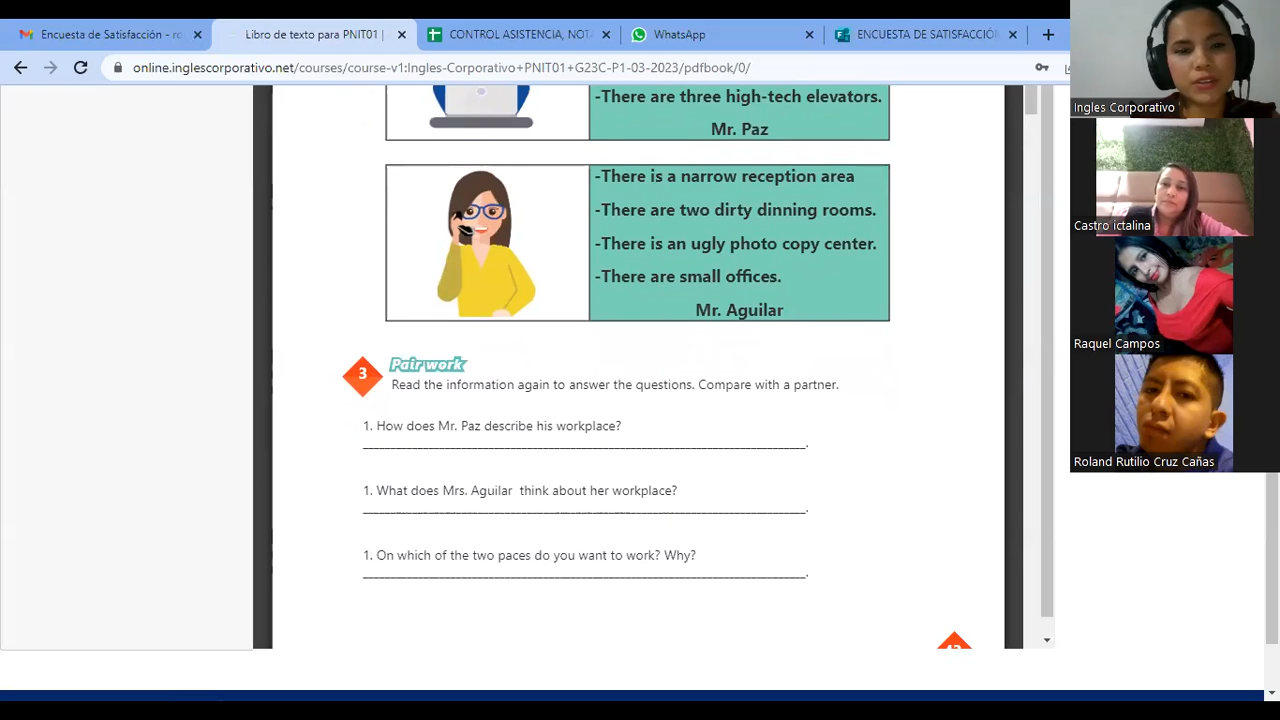 Encuesta de Satisfacción - ro
Libro de texto para PNIT01 |
CONTROL ASISTENCIA, NOTA
WhatsApp
ENCUESTA DE SATISFACCIÓN
online.inglescorporativo.net/courses/course-v1:Ingles-Corporativo+PNIT01+G23C-P1-03-2023/pdfbook/0/
Ingles Corporativo
Castro ictalina
Raquel Campos
Roland Rutilio Cruz Cañas
-There are three high-tech elevators.
Mr. Paz
-There is a narrow reception area
-There are two dirty dinning rooms.
-There is an ugly photo copy center.
-There are small offices.
Mr. Aguilar
3
Pair work
Read the information again to answer the questions. Compare with a partner.
1. How does Mr. Paz describe his workplace?
1. What does Mrs. Aguilar think about her workplace?
1. On which of the two paces do you want to work? Why?